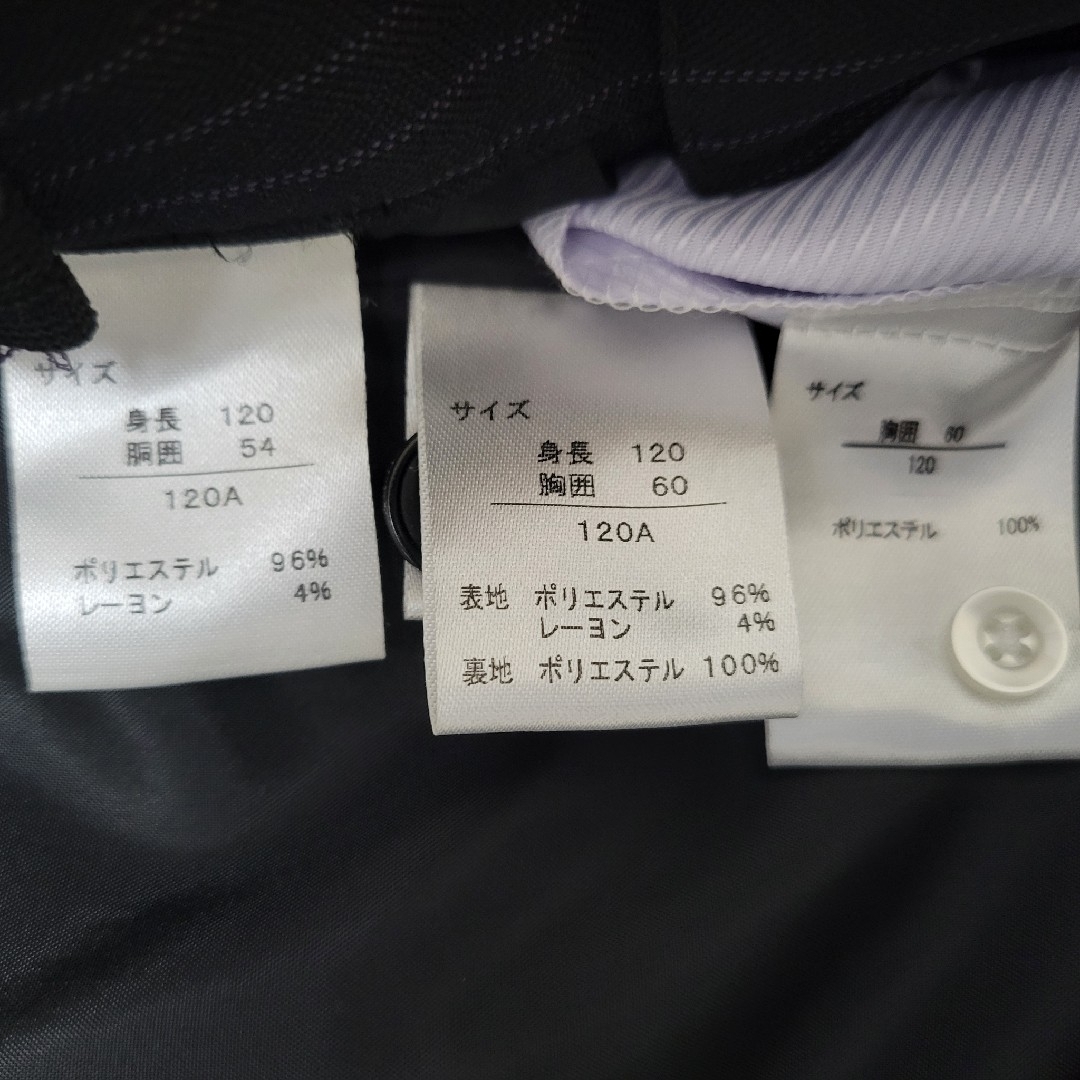 サイズ
身長 120
胴囲 54
120A
ポリエステル 96%
レーヨン 4%
サイズ
身長 120
胸囲 60
120A
表地 ポリエステル 96%
レーヨン 4%
裏地 ポリエステル 100%
サイズ
胸囲 60
120
ポリエステル 100%